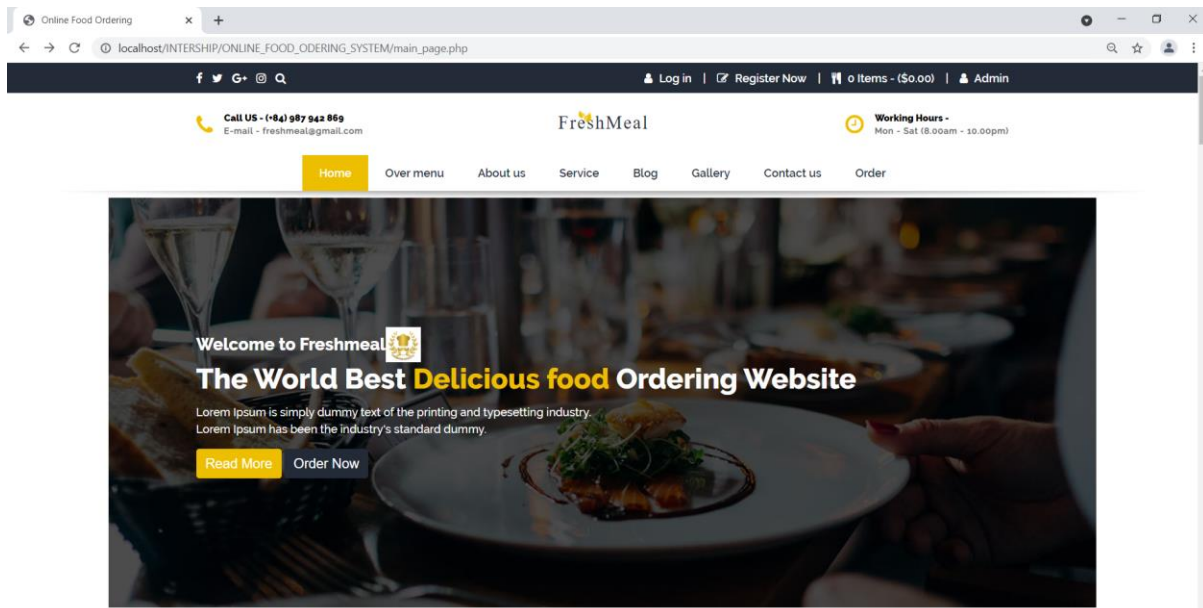 Online Food Ordering
localhost/INTERSHIP/ONLINE_FOOD_ODERING_SYSTEM/main_page.php
Log in | Register Now | 0 Items - ($0.00) | Admin
Call US - (+84) 987 942 869
E-mail - freshmeal@gmail.com
FreshMeal
Working Hours -
Mon - Sat (8.00am - 10.00pm)
Home Over menu About us Service Blog Gallery Contact us Order
Welcome to Freshmeal
The World Best Delicious food Ordering Website
Lorem Ipsum is simply dummy text of the printing and typesetting industry.
Lorem Ipsum has been the industry's standard dummy.
Read More Order Now